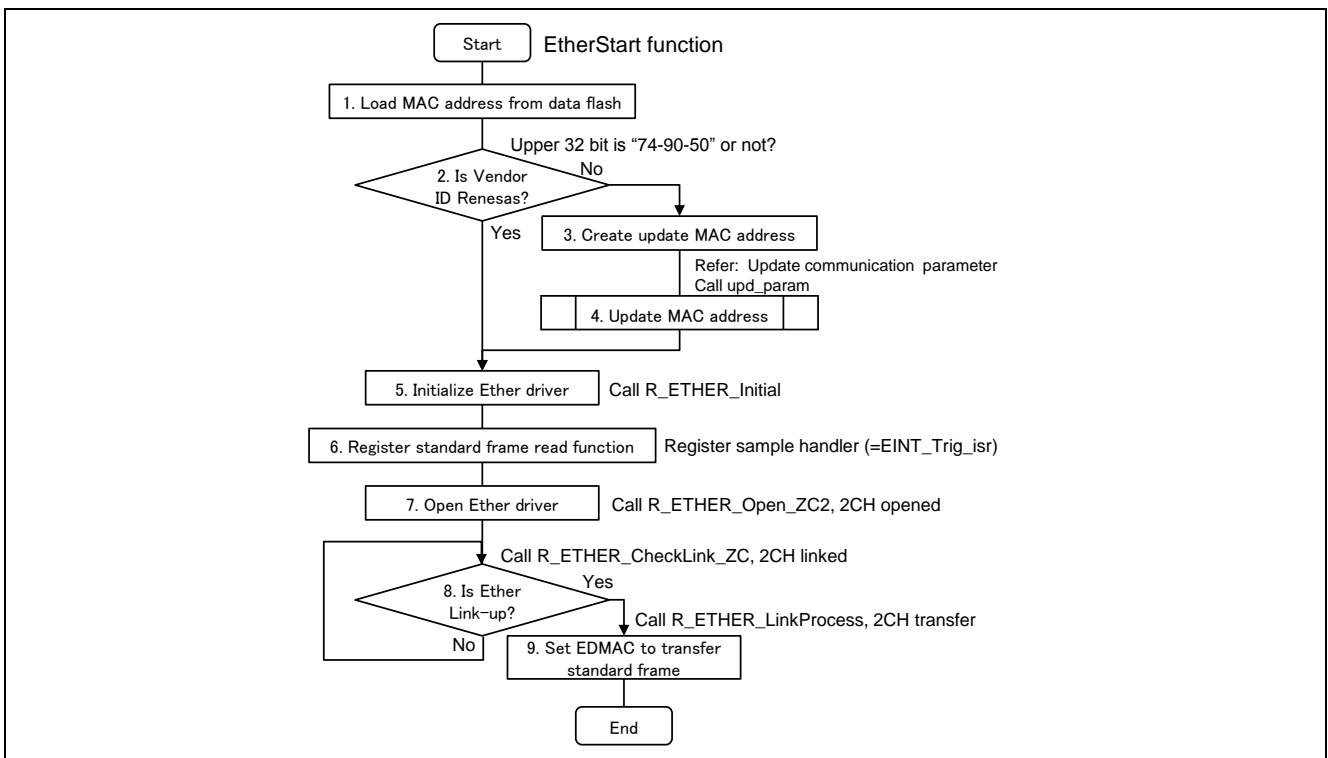 Start
EtherStart function
1. Load MAC address from data flash
Upper 32 bit is “74-90-50” or not?
2. Is Vendor
ID Renesas?
No
Yes
3. Create update MAC address
Refer: Update communication parameter
Call upd_param
4. Update MAC address
5. Initialize Ether driver
Call R_ETHER_Initial
6. Register standard frame read function
Register sample handler (=EINT_Trig_isr)
7. Open Ether driver
Call R_ETHER_Open_ZC2, 2CH opened
Call R_ETHER_CheckLink_ZC, 2CH linked
8. Is Ether
Link-up?
Yes
No
Call R_ETHER_LinkProcess, 2CH transfer
9. Set EDMAC to transfer
standard frame
End